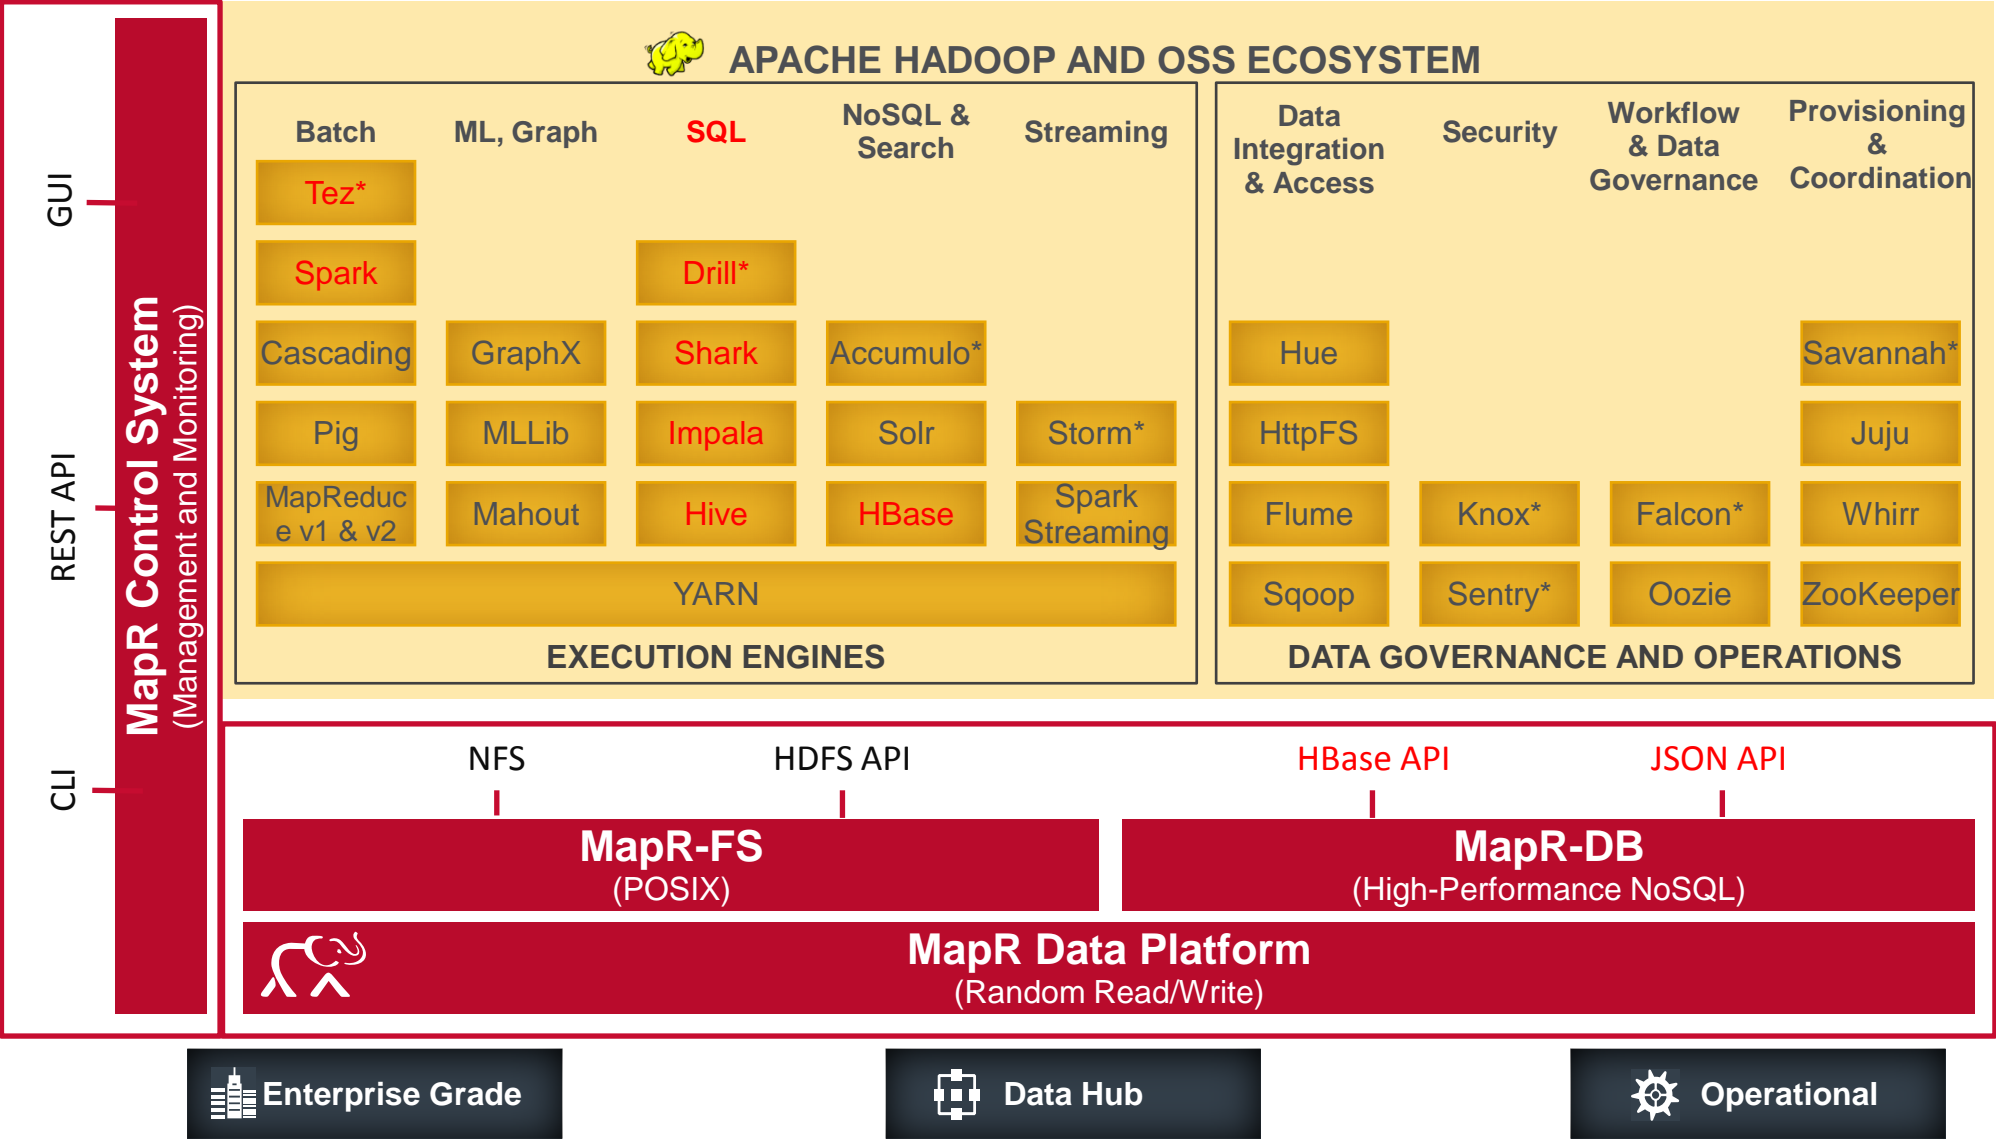 APACHE HADOOP AND OSS ECOSYSTEM
Batch
ML, Graph
SQL
NoSQL &
Search
Streaming
Tez*
Spark
Drill*
Cascading
GraphX
Shark
Accumulo*
Pig
MLLib
Impala
Solr
Storm*
MapReduc
e v1 & v2
Mahout
Hive
HBase
Spark
Streaming
YARN
EXECUTION ENGINES
Data
Integration
& Access
Security
Workflow
& Data
Governance
Provisioning
&
Coordination
Hue
Savannah*
HttpFS
Juju
Flume
Knox*
Falcon*
Whirr
Sqoop
Sentry*
Oozie
ZooKeeper
DATA GOVERNANCE AND OPERATIONS
GUI
REST API
CLI
MapR Control System
(Management and Monitoring)
NFS
HDFS API
HBase API
JSON API
MapR-FS
(POSIX)
MapR-DB
(High-Performance NoSQL)
MapR Data Platform
(Random Read/Write)
Enterprise Grade
Data Hub
Operational